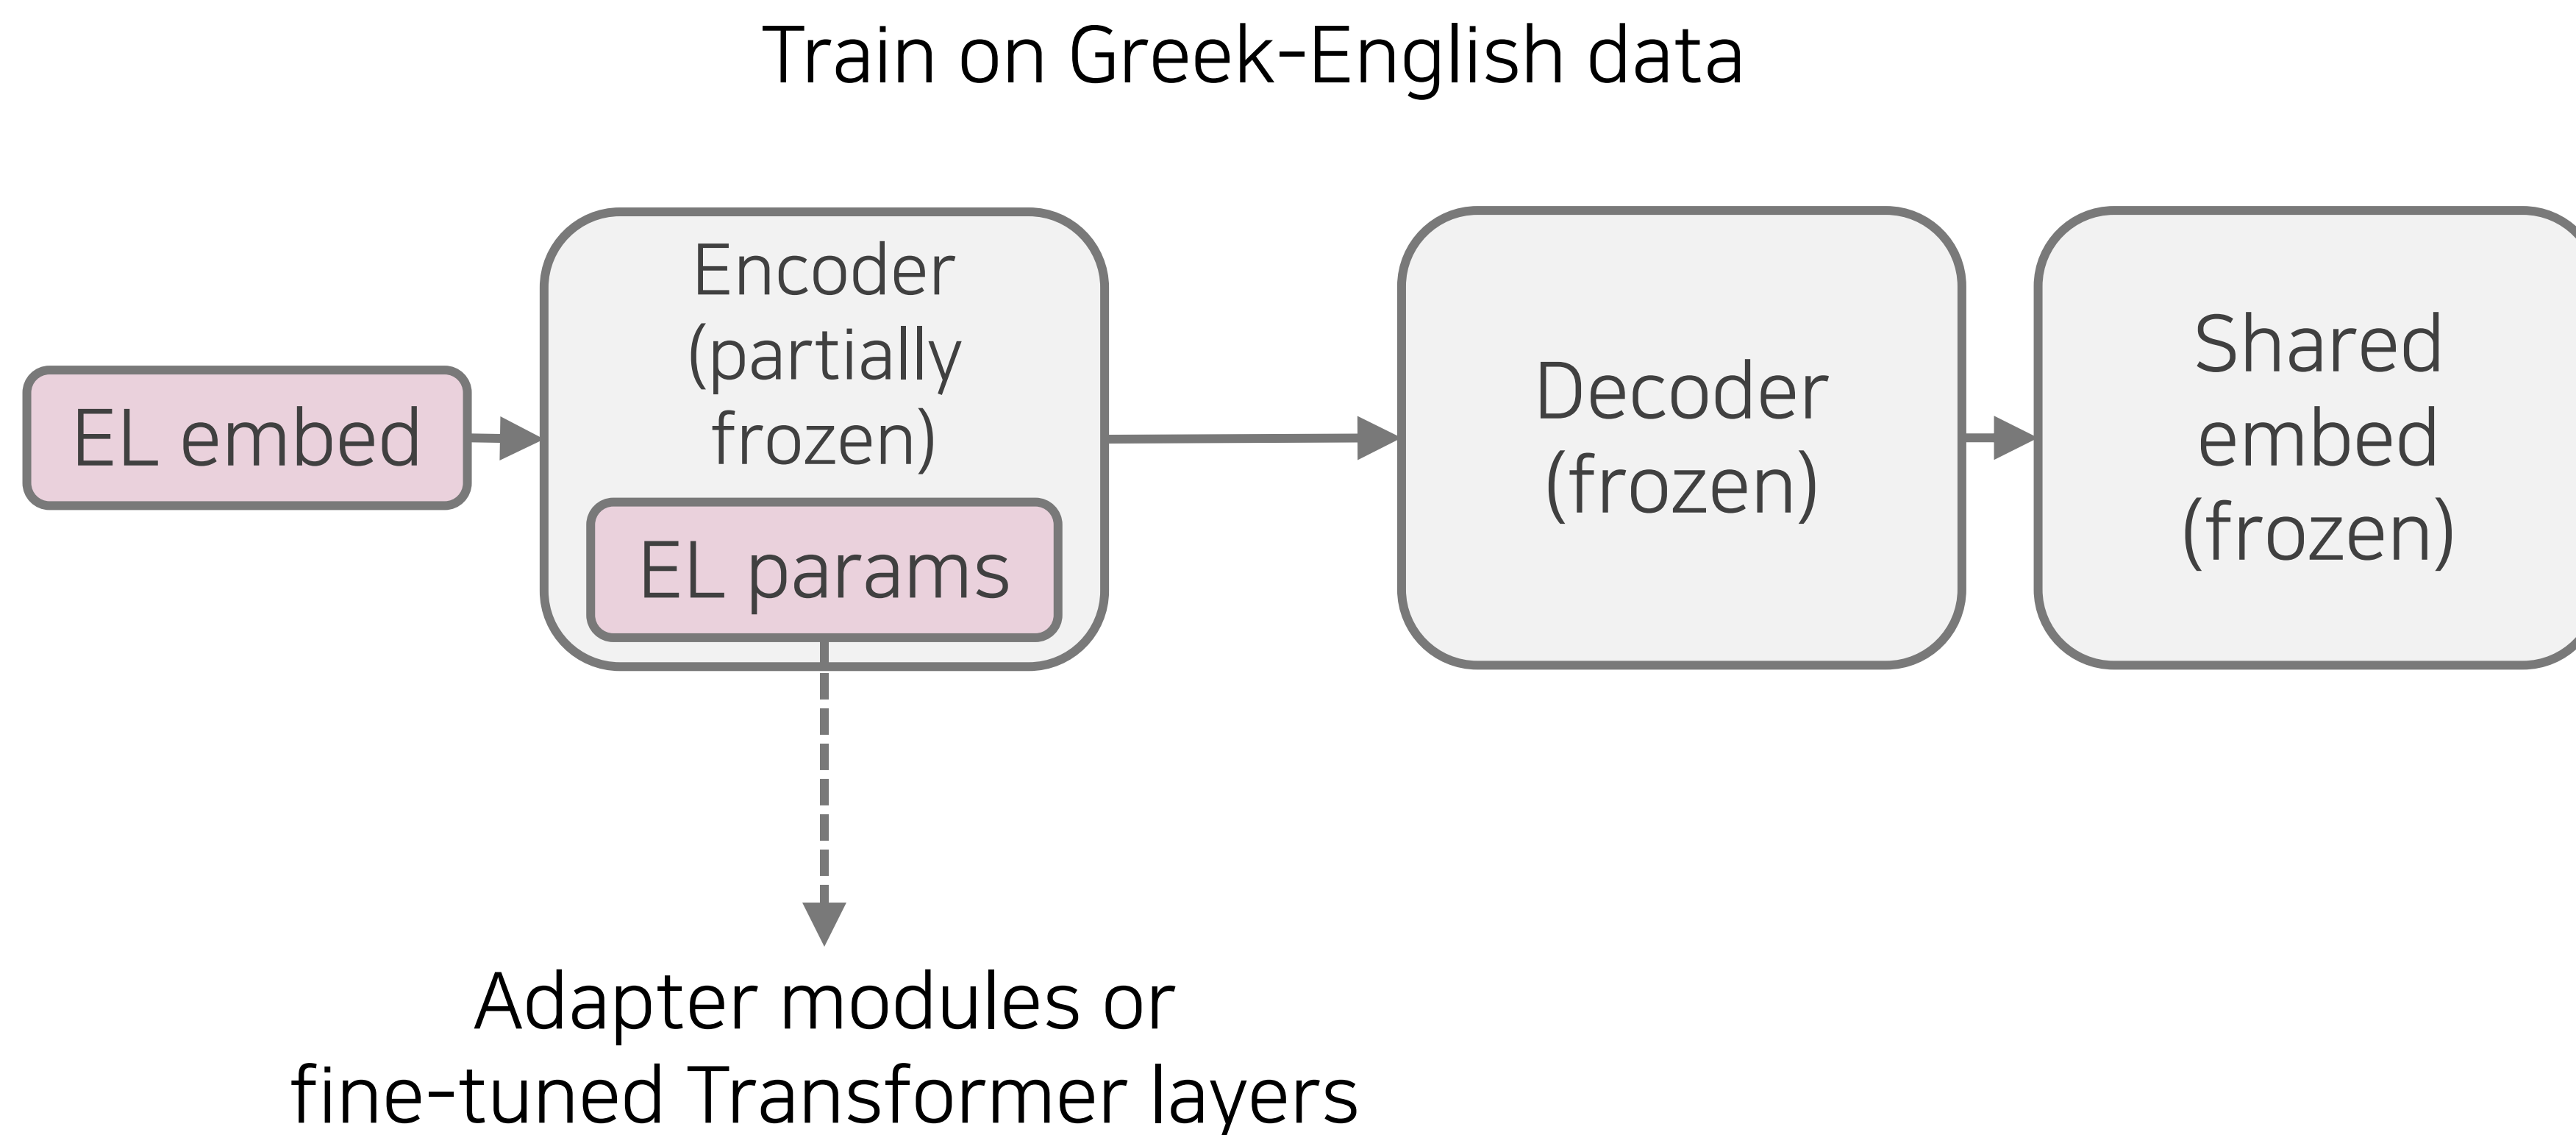 Train on Greek-English data
EL embed
Encoder
(partially
frozen)
EL params
Decoder
(frozen)
Shared
embed
(frozen)
Adapter modules or
fine-tuned Transformer layers